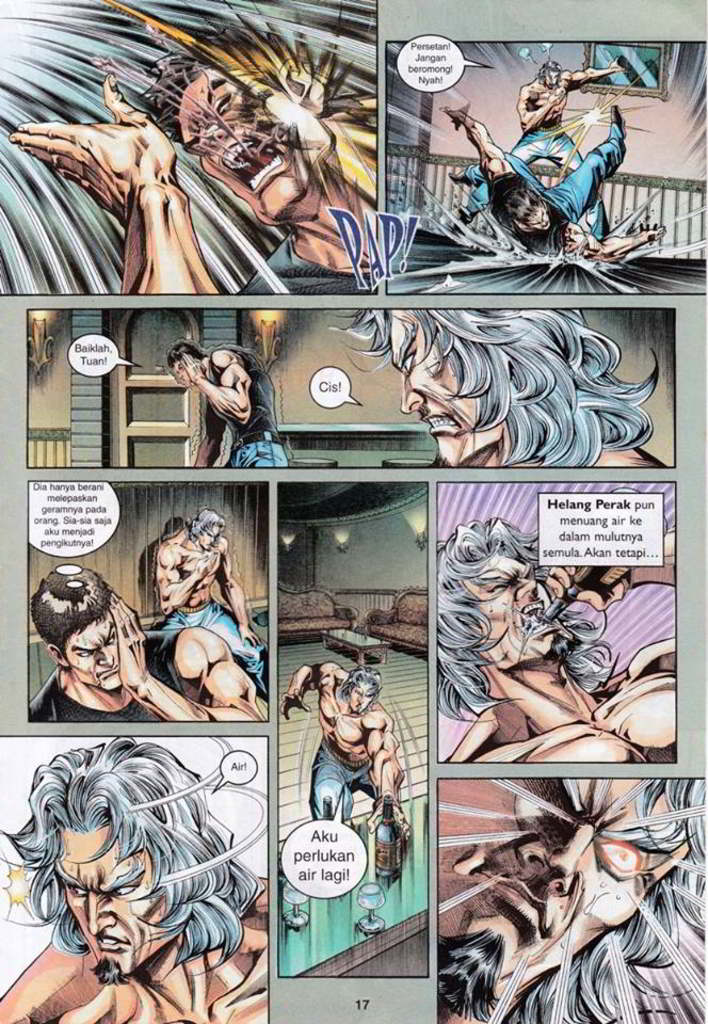 PAP!
Persetan!
Jangan
beromong!
Nyah!
Baiklah,
Tuan!
Cis!
Dia hanya berani
melepaskan
geramnya pada
orang. Sia-sia saja
aku menjadi
pengikutnya!
Air!
Aku
perlukan
air lagi!
Helang Perak pun
menuang air ke
dalam mulutnya
semula. Akan tetapi...
17